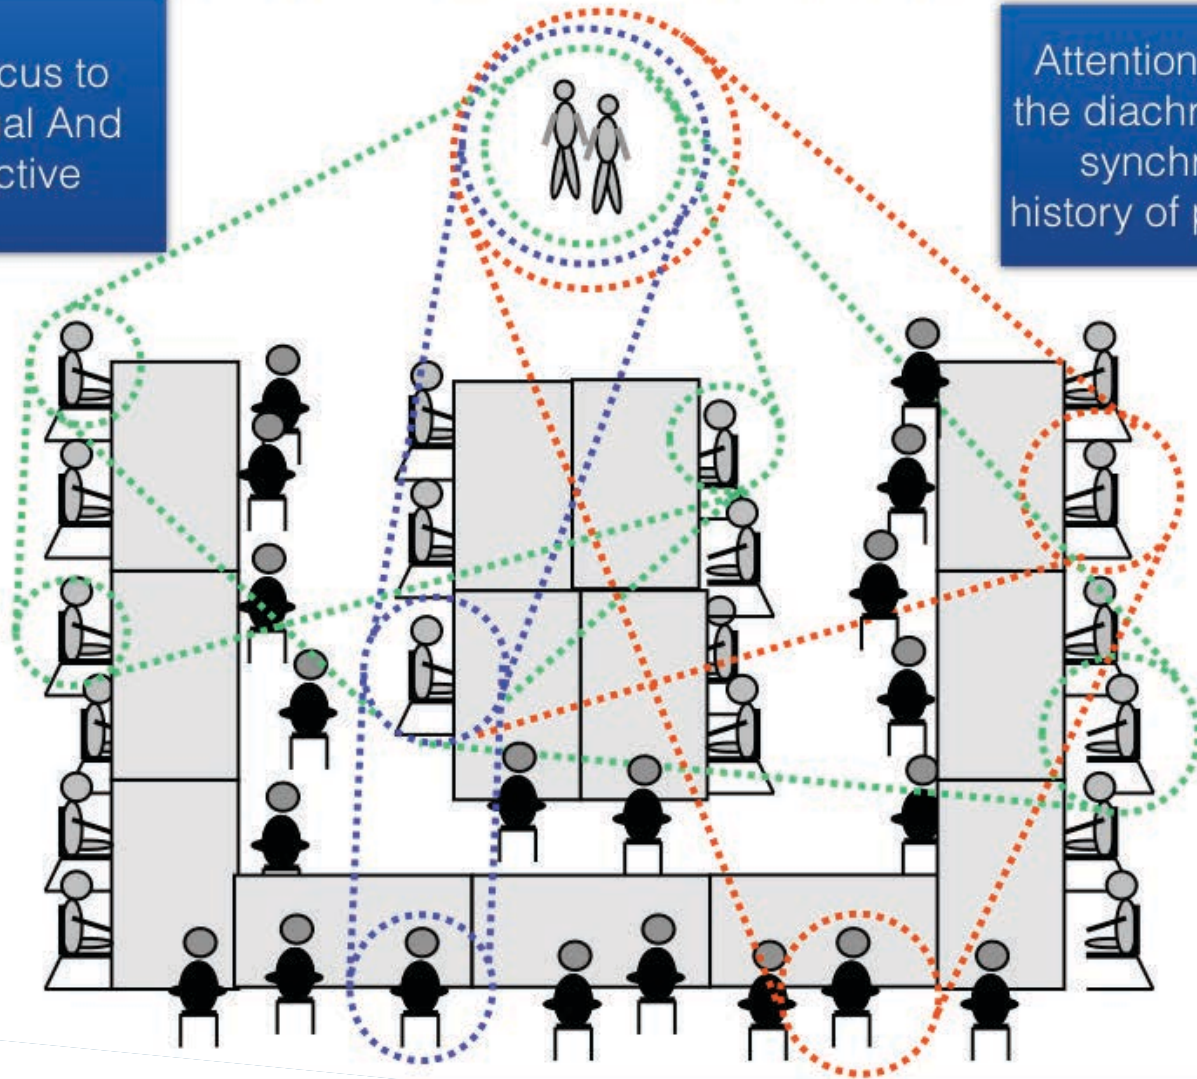 cus to
al And
ctive
Attention
the diachr
synchr
history of p